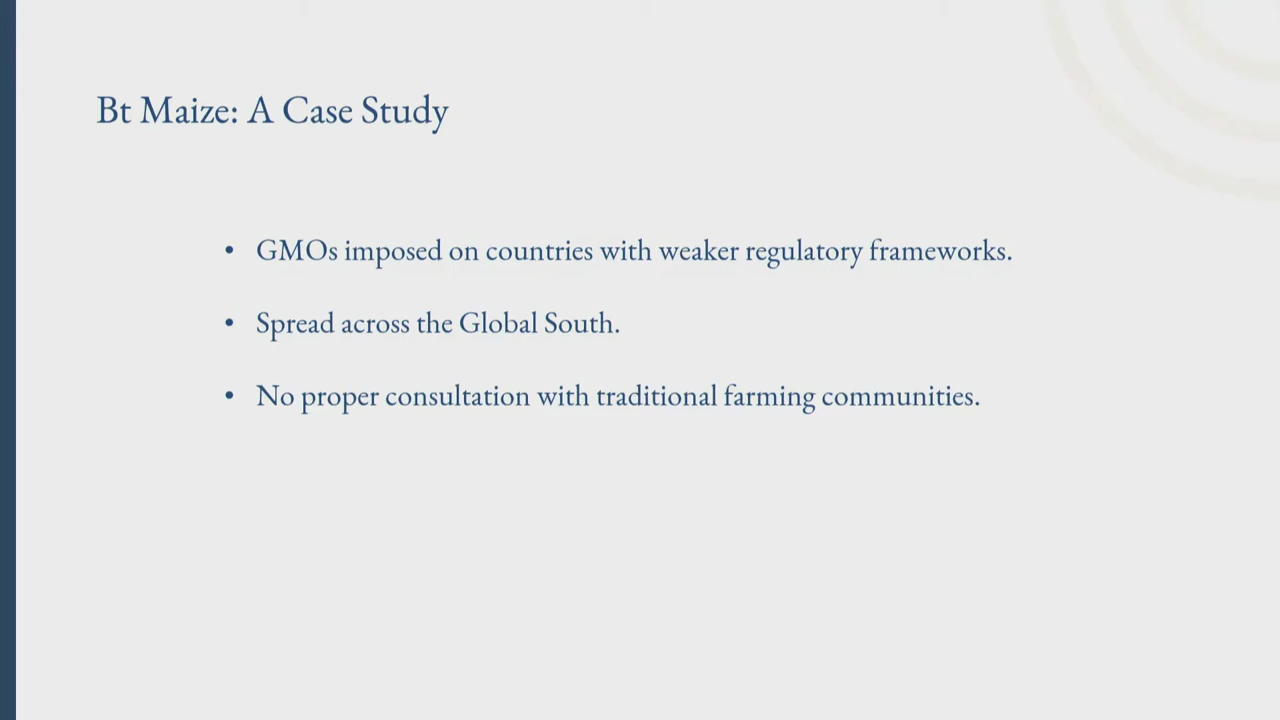 Bt Maize: A Case Study
• GMOs imposed on countries with weaker regulatory frameworks.
• Spread across the Global South.
• No proper consultation with traditional farming communities.